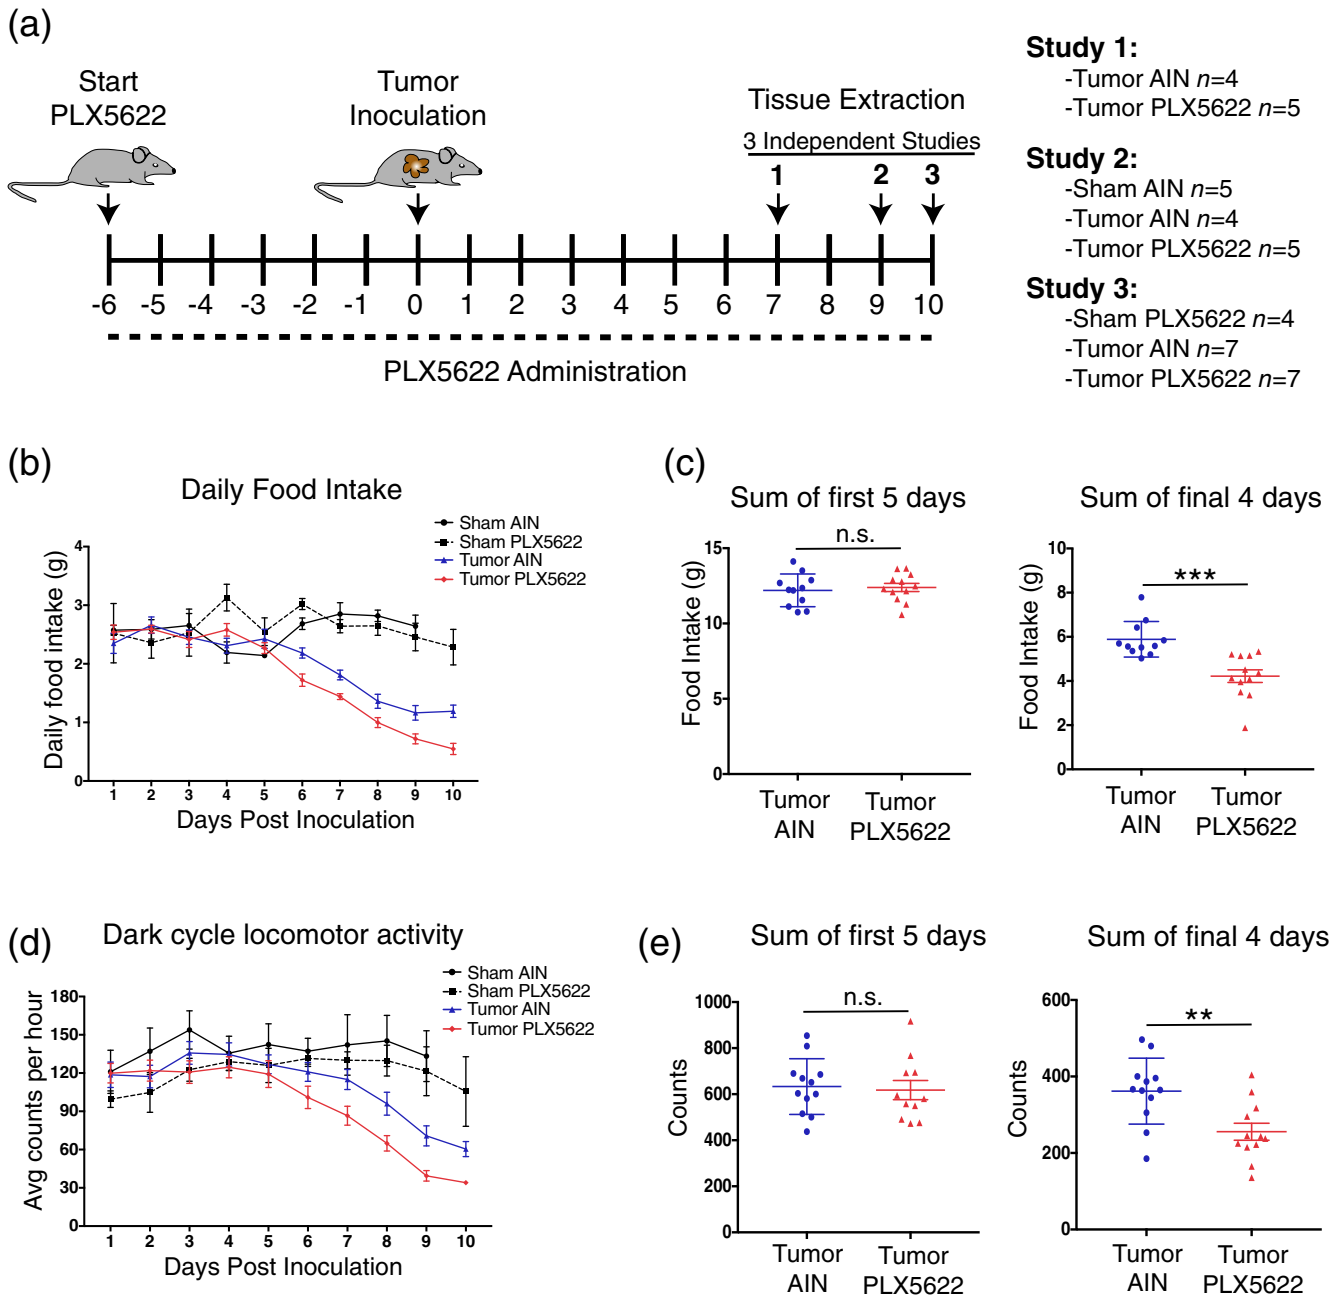 (a)
Start
PLX5622
Tumor
Inoculation
Tissue Extraction
3 Independent Studies
1 2 3
-6 -5 -4 -3 -2 -1 0 1 2 3 4 5 6 7 8 9 10
PLX5622 Administration
Study 1:
-Tumor AIN n=4
-Tumor PLX5622 n=5
Study 2:
-Sham AIN n=5
-Tumor AIN n=4
-Tumor PLX5622 n=5
Study 3:
-Sham PLX5622 n=4
-Tumor AIN n=7
-Tumor PLX5622 n=7
(b)
Daily Food Intake
Sham AIN
Sham PLX5622
Tumor AIN
Tumor PLX5622
Daily food intake (g)
4
3
2
1
0
1 2 3 4 5 6 7 8 9 10
Days Post Inoculation
(c)
Sum of first 5 days
n.s.
Food Intake (g)
15
10
5
0
Tumor
AIN
Tumor
PLX5622
Sum of final 4 days
***
Food Intake (g)
10
8
6
4
2
0
Tumor
AIN
Tumor
PLX5622
(d)
Dark cycle locomotor activity
Sham AIN
Sham PLX5622
Tumor AIN
Tumor PLX5622
Avg counts per hour
180
150
120
90
60
30
0
1 2 3 4 5 6 7 8 9 10
Days Post Inoculation
(e)
Sum of first 5 days
n.s.
Counts
1000
800
600
400
200
0
Tumor
AIN
Tumor
PLX5622
Sum of final 4 days
**
Counts
600
400
200
0
Tumor
AIN
Tumor
PLX5622